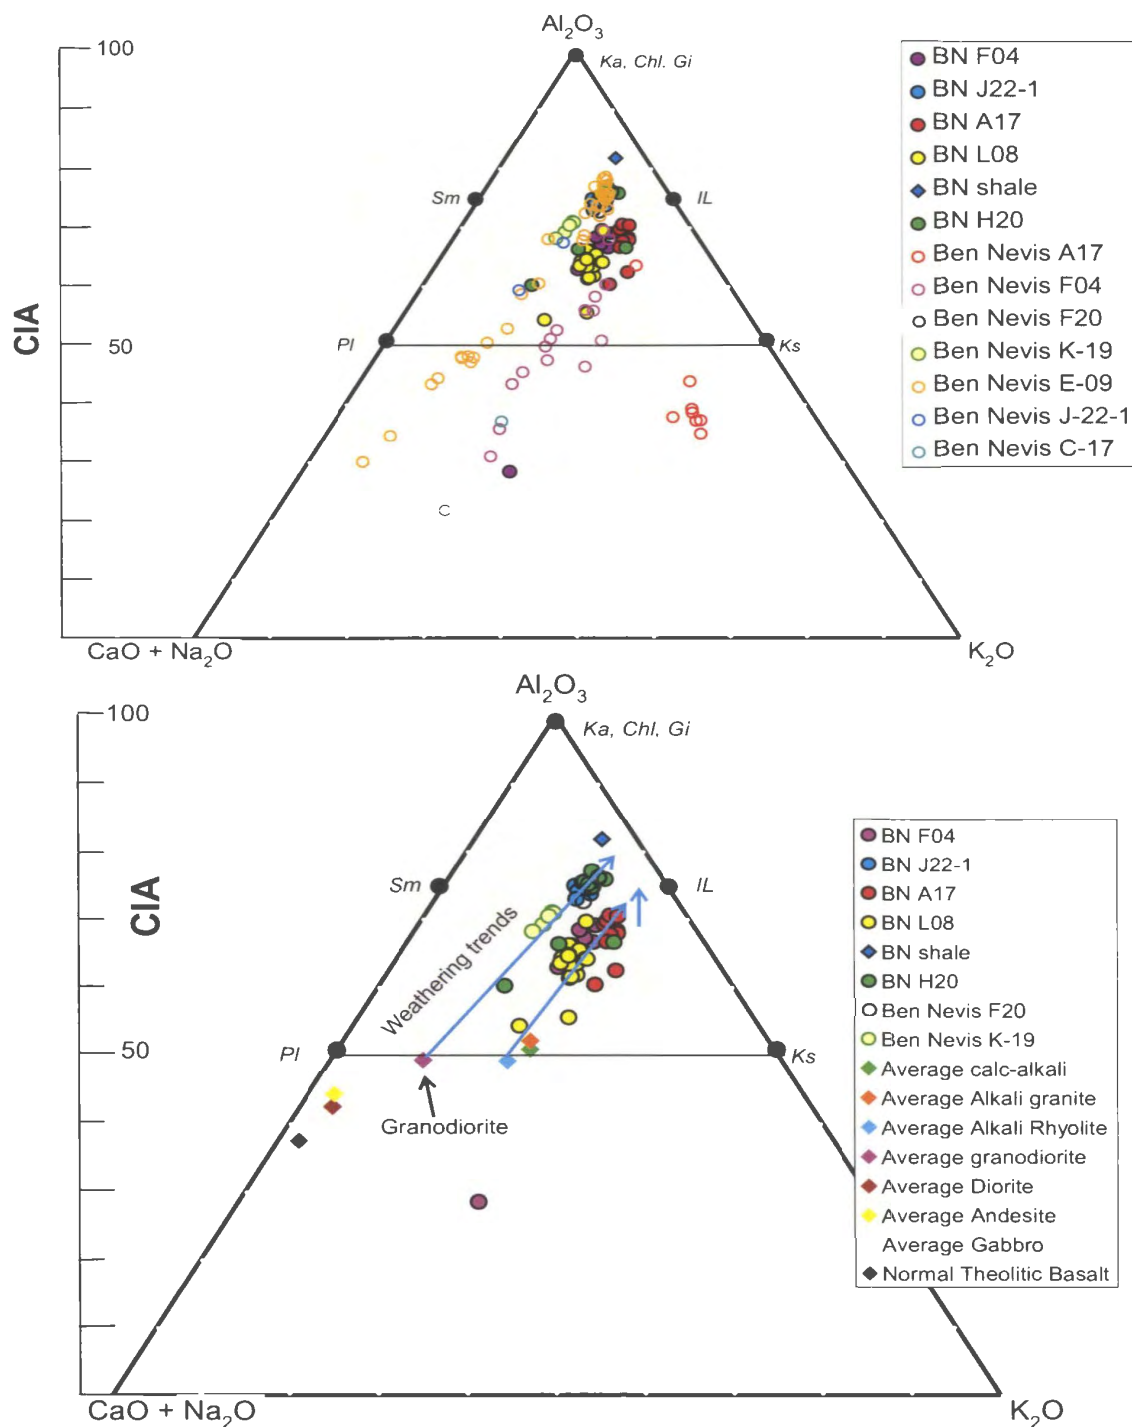 Al₂O₃
100
Ka, Chl. Gi
Sm
IL
CIA
Pl
50
Ks
C
CaO + Na₂O
K₂O
BN F04
BN J22-1
BN A17
BN L08
BN shale
BN H20
Ben Nevis A17
Ben Nevis F04
Ben Nevis F20
Ben Nevis K-19
Ben Nevis E-09
Ben Nevis J-22-1
Ben Nevis C-17
Al₂O₃
100
Ka, Chl, Gi
Sm
IL
CIA
Weathering trends
50
Pl
Ks
Granodiorite
CaO + Na₂O
K₂O
BN F04
BN J22-1
BN A17
BN L08
BN shale
BN H20
Ben Nevis F20
Ben Nevis K-19
Average calc-alkali
Average Alkali granite
Average Alkali Rhyolite
Average granodiorite
Average Diorite
Average Andesite
Average Gabbro
Normal Theolitic Basalt